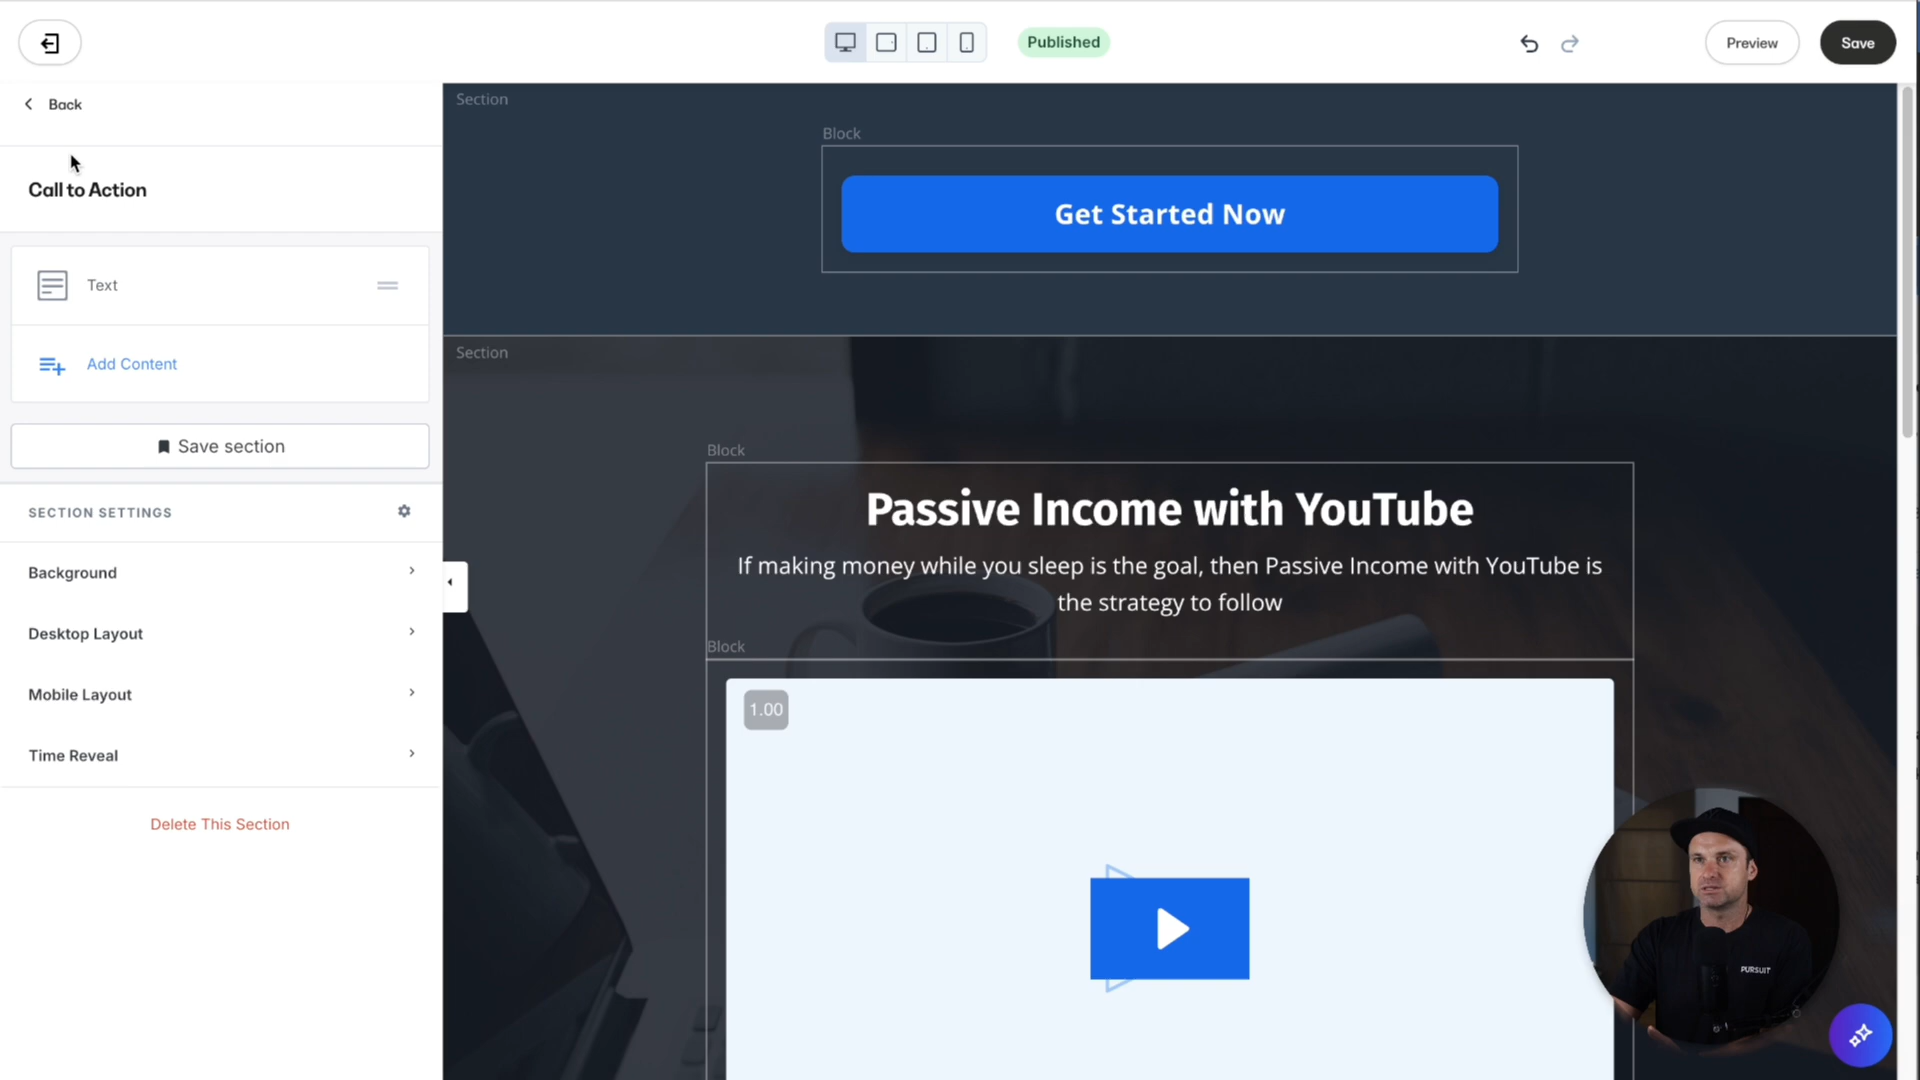 Published
Preview
Save
Back
Call to Action
Text
Add Content
Save section
SECTION SETTINGS
Background
Desktop Layout
Mobile Layout
Time Reveal
Delete This Section
Section
Block
Get Started Now
Section
Block
Passive Income with YouTube
If making money while you sleep is the goal, then Passive Income with YouTube is
the strategy to follow
Block
1.00
PURSUIT